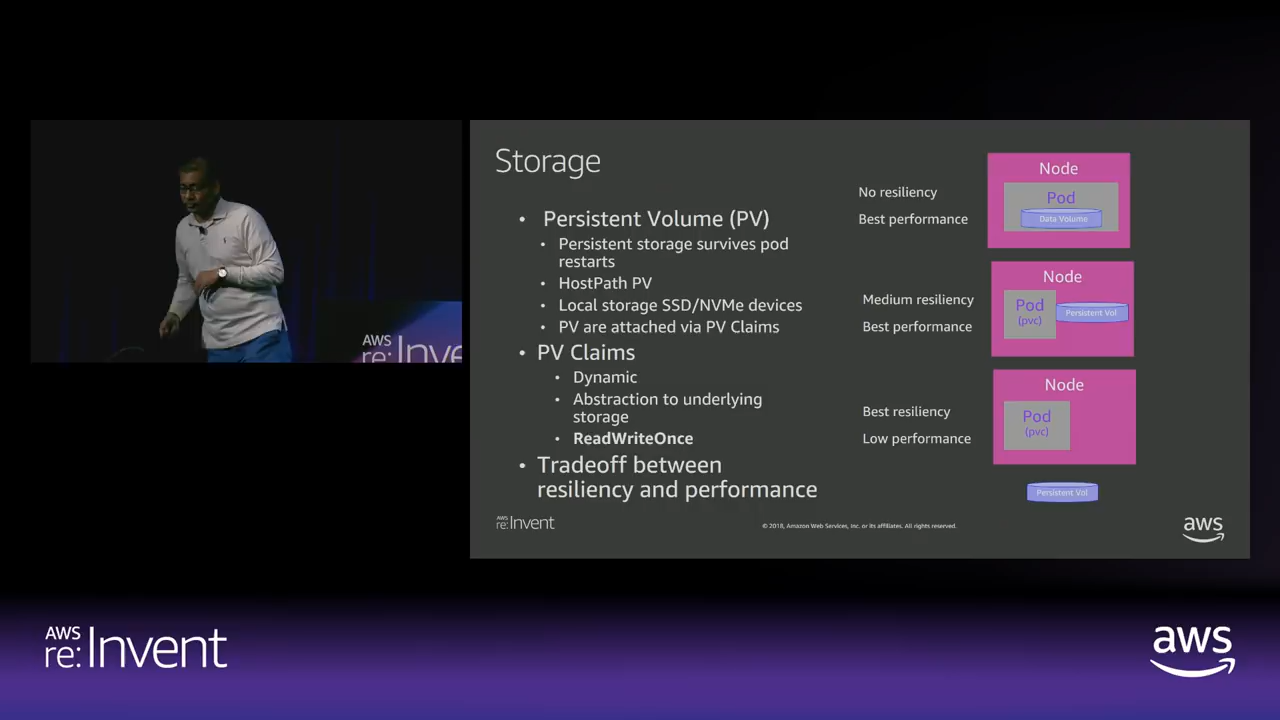 Storage
• Persistent Volume (PV)
• Persistent storage survives pod
restarts
• HostPath PV
• Local storage SSD/NVMe devices
• PV are attached via PV Claims
• PV Claims
• Dynamic
• Abstraction to underlying
storage
• ReadWriteOnce
• Tradeoff between
resiliency and performance
No resiliency
Best performance
Node
Pod
Data Volume
Medium resiliency
Best performance
Node
Pod
(pvc)
Persistent Vol
Best resiliency
Low performance
Node
Pod
(pvc)
Persistent Vol
AWS
re:Invent
© 2018, Amazon Web Services, Inc. or its affiliates. All rights reserved.
aws
AWS
re:Inve
AWS
re:Invent
aws